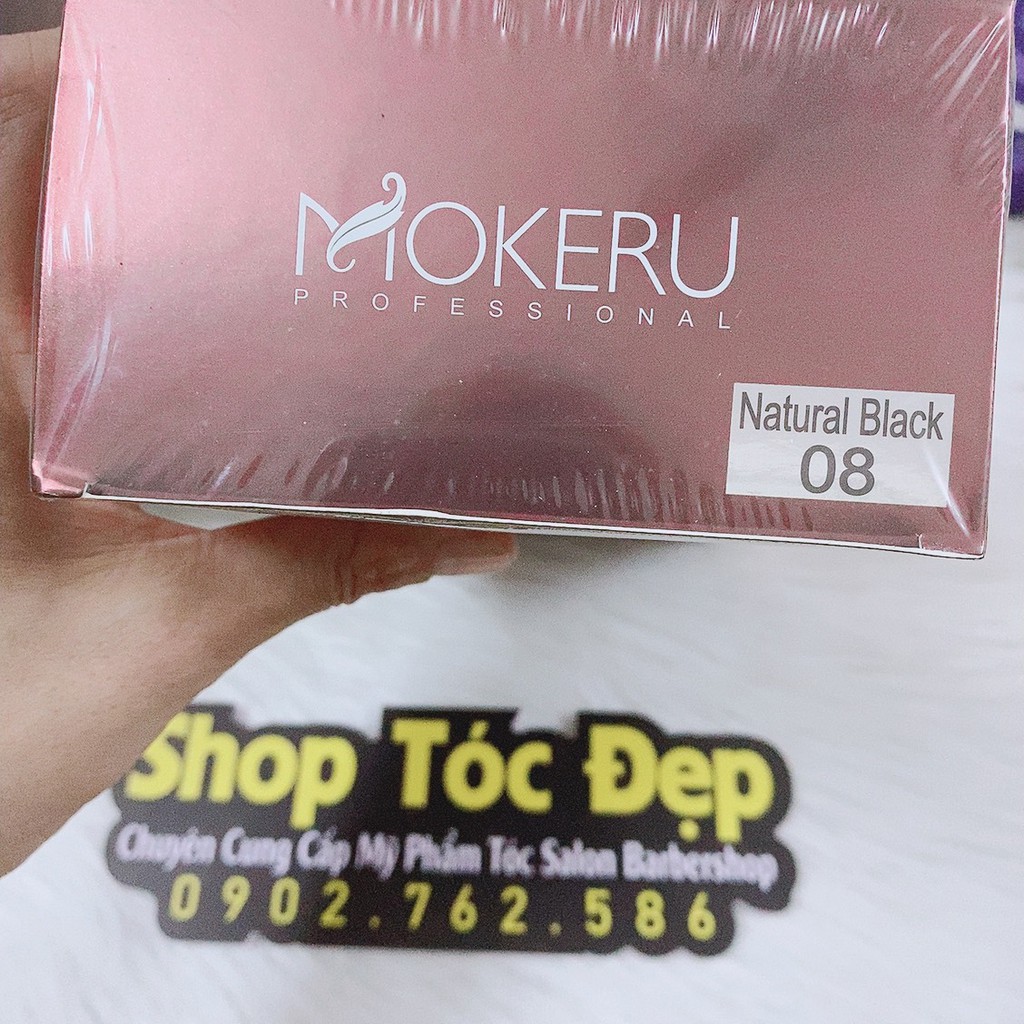 MOKERU
PROFESSIONAL
Natural Black
08
Shop Tóc Đẹp
Chuyên Cung Cấp Mỹ Phẩm Tóc Salon Barbershop
0902.762.586